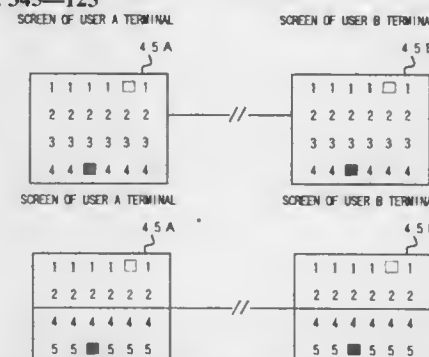 SCREEN OF USER A TERMINAL SCREEN OF USER B TERMINA
45A 45
1 1 1 1 □ 1 1 1 1 1 □ 1
2 2 2 2 2 2 // 2 2 2 2 2 2
3 3 3 3 3 3 3 3 3 3 3 3
4 4 ■ 4 4 4 4 4 ■ 4 4 4
SCREEN OF USER A TERMINAL SCREEN OF USER B TERMINA
45A 45
1 1 1 1 □ 1 1 1 1 1 □ 1
2 2 2 2 2 2 2 2 2 2 2 2
//
4 4 4 4 4 4 4 4 4 4 4 4
5 5 ■ 5 5 5 5 5 ■ 5 5 5